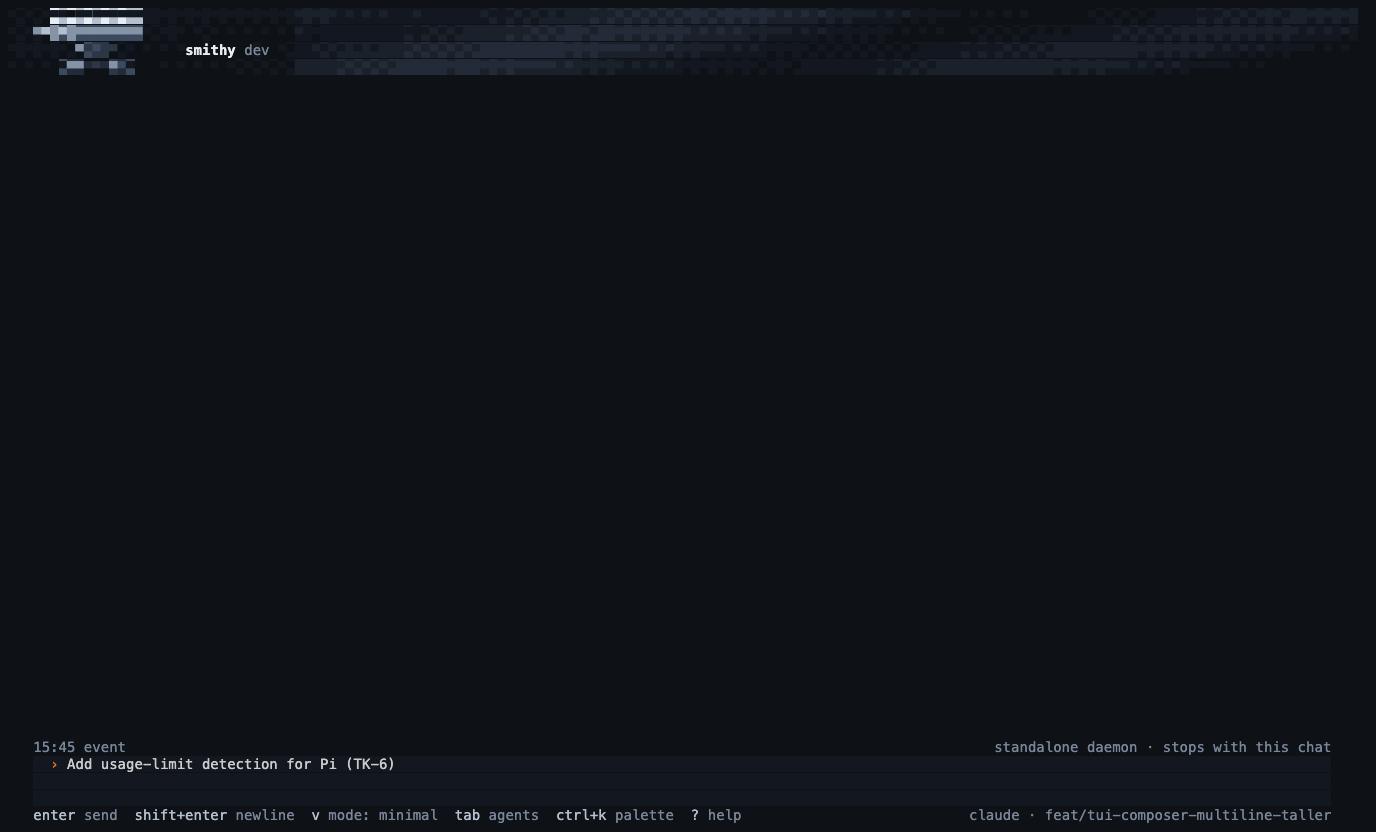 smithy dev
15:45 event standalone daemon · stops with this chat
› Add usage-limit detection for Pi (TK-6)
enter send shift+enter newline v mode: minimal tab agents ctrl+k palette ? help claude · feat/tui-composer-multiline-taller